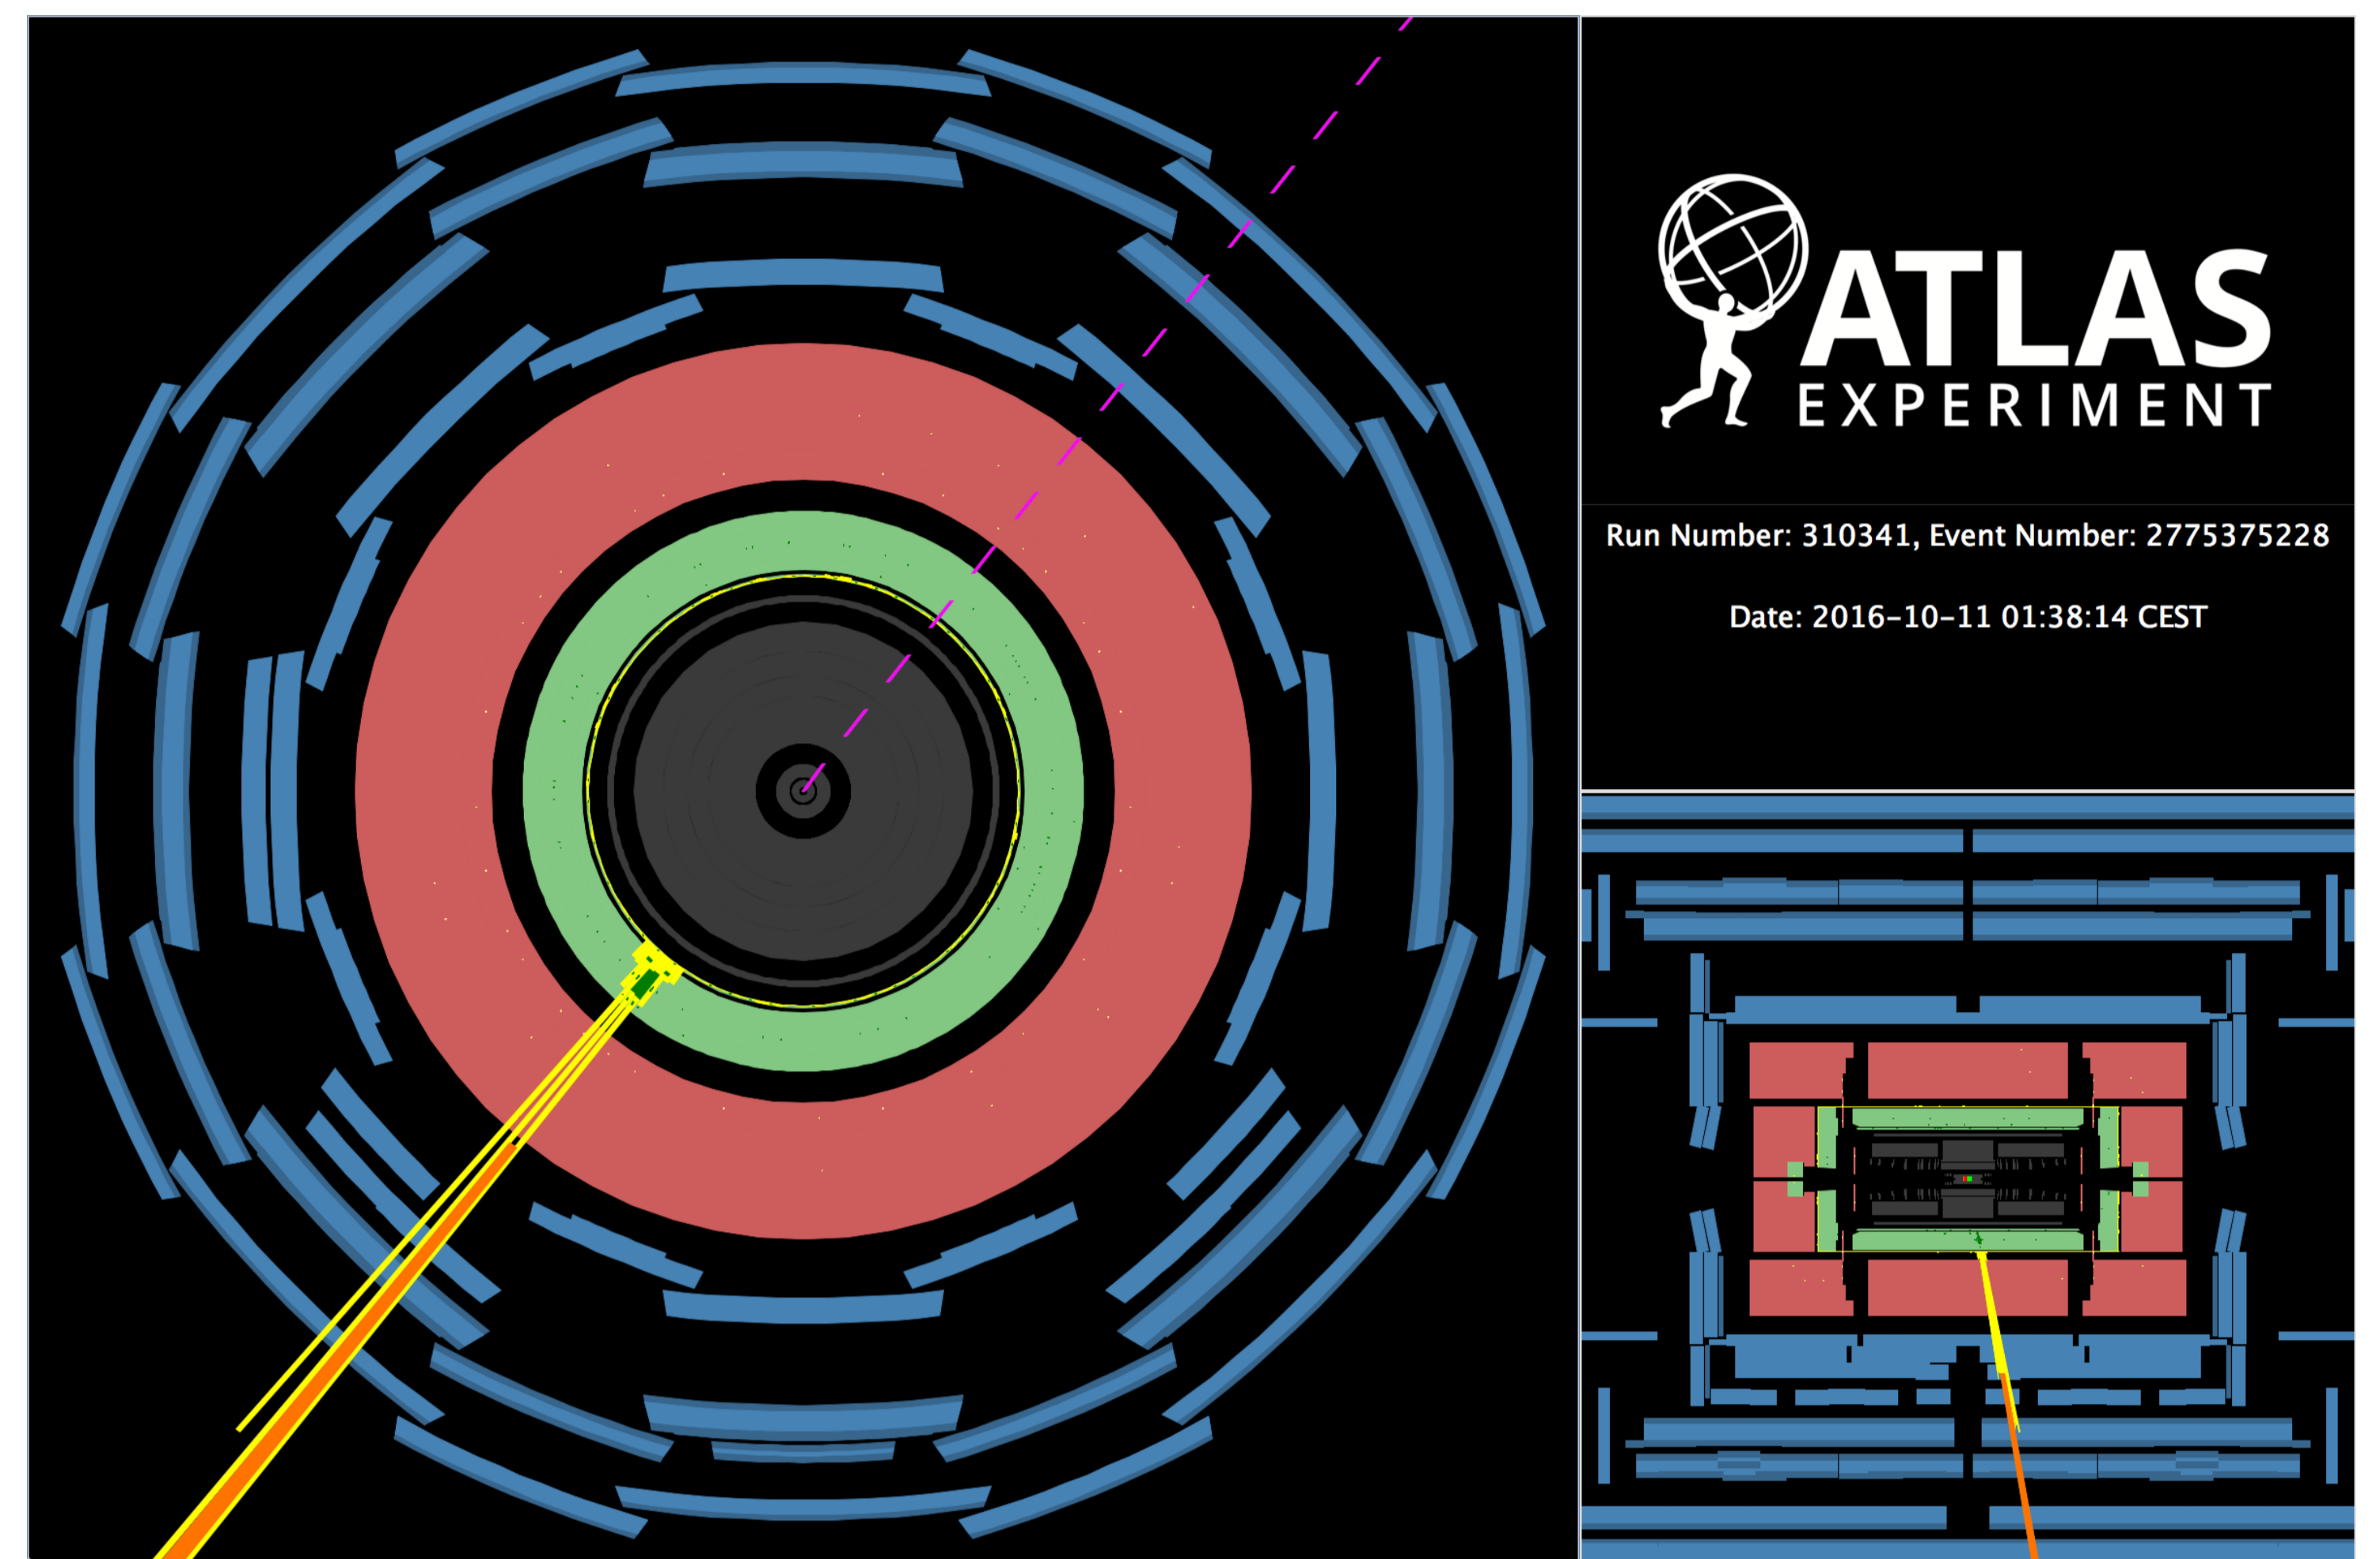 ATLAS
EXPERIMENT
Run Number: 310341, Event Number: 2775375228
Date: 2016-10-11 01:38:14 CEST